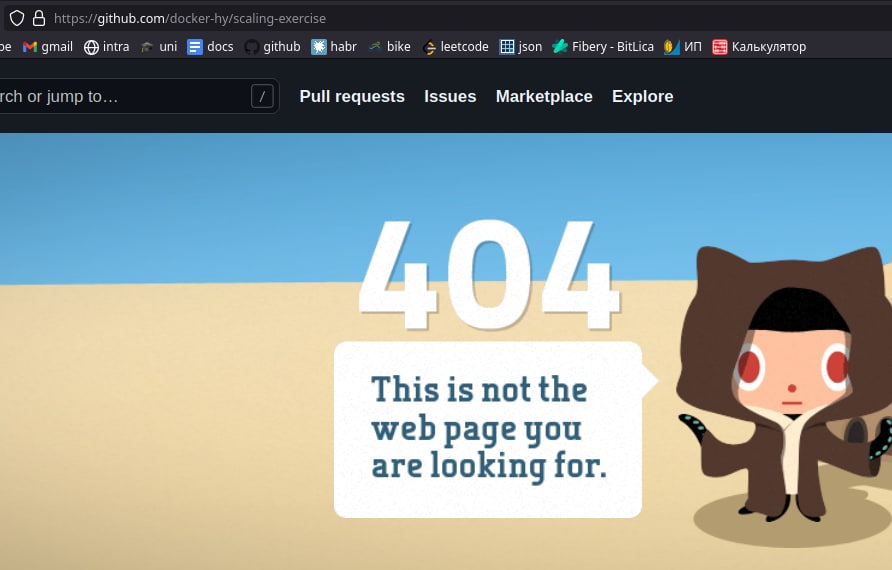 https://github.com/docker-hy/scaling-exercise
be gmail intra uni docs github habr bike leetcode json Fibery - BitLica ИП Калькулятор
rch or jump to… / Pull requests Issues Marketplace Explore
404
This is not the
web page you
are looking for.